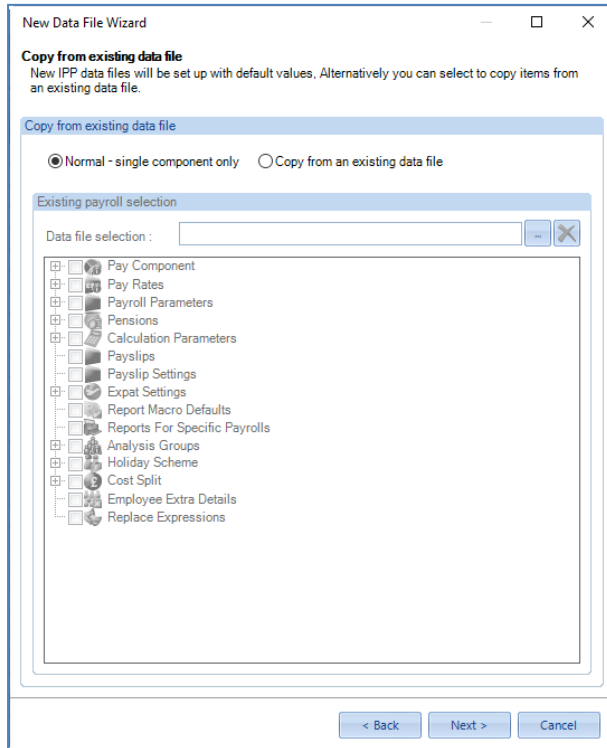 New Data File Wizard
Copy from existing data file
New IPP data files will be set up with default values, Alternatively you can select to copy items from
an existing data file.
Copy from existing data file
Normal - single component only Copy from an existing data file
Existing payroll selection
Data file selection :
...
Pay Component
Pay Rates
Payroll Parameters
Pensions
Calculation Parameters
Payslips
Payslip Settings
Expat Settings
Report Macro Defaults
Reports For Specific Payrolls
Analysis Groups
Holiday Scheme
Cost Split
Employee Extra Details
Replace Expressions
< Back Next > Cancel